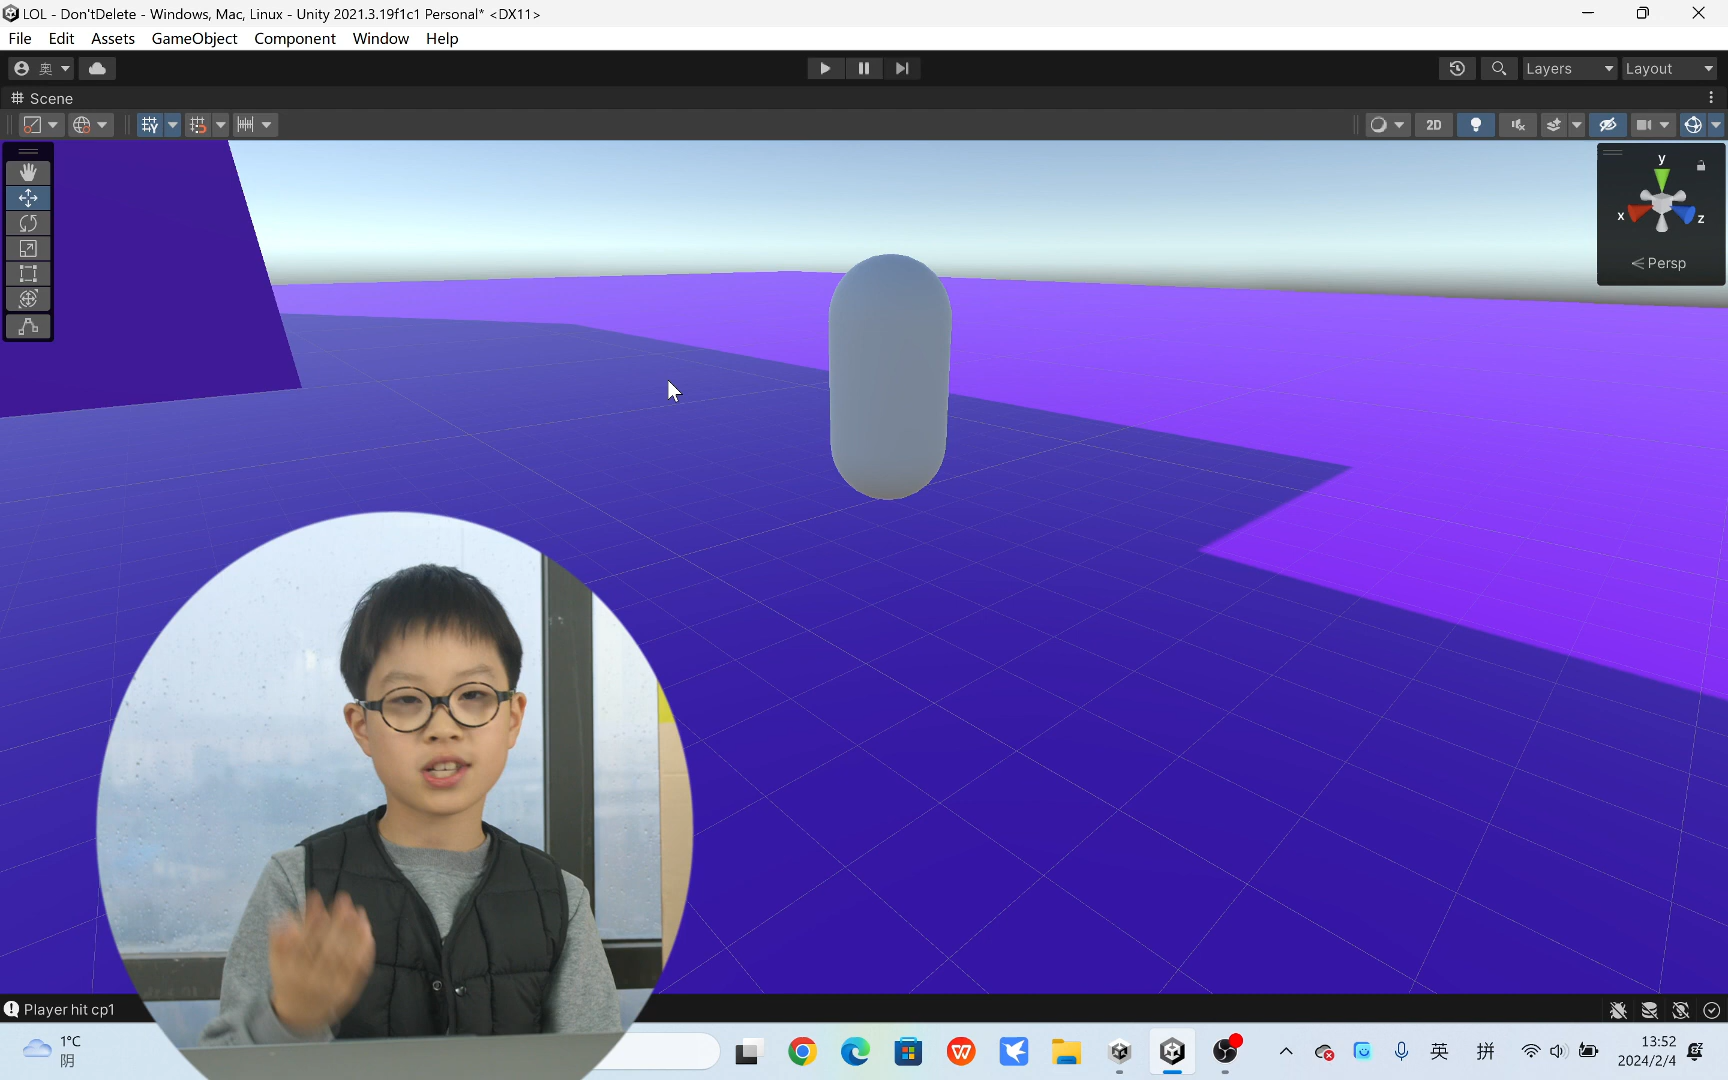 LOL - Don'tDelete - Windows, Mac, Linux - Unity 2021.3.19f1c1 Personal* <DX11>
File Edit Assets GameObject Component Window Help
奥
Layers Layout
Scene
2D
y
x z
Persp
Player hit cp1
1°C
阴
英 拼
13:52
2024/2/4